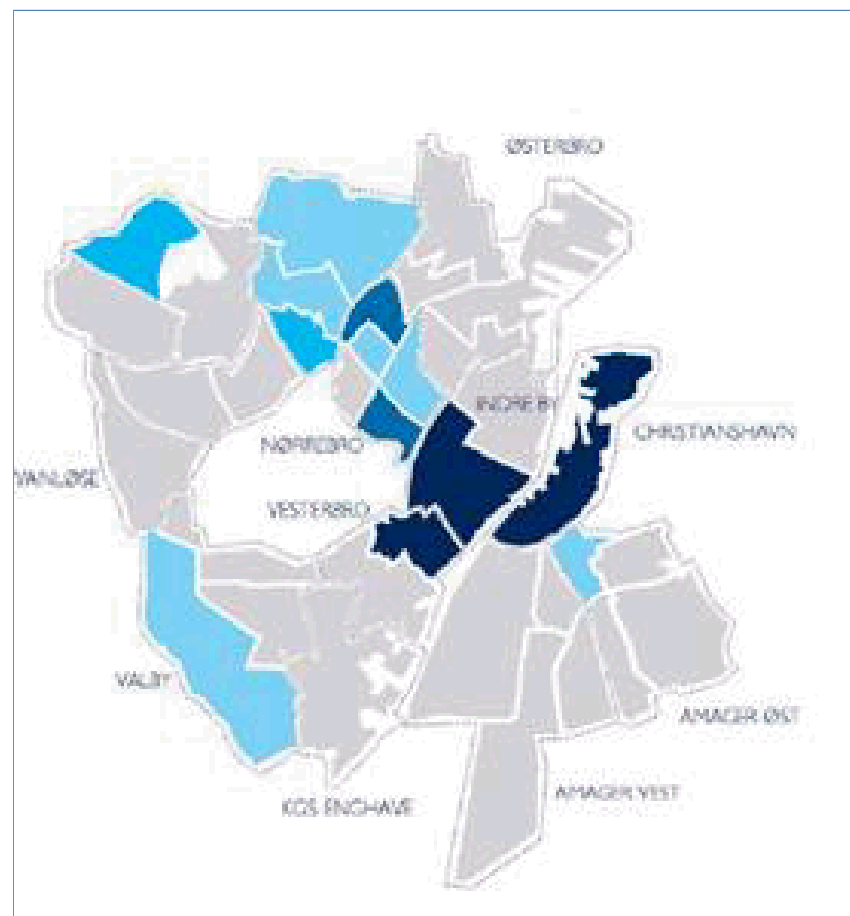 ØSTERBRO
INDRE BY
CHRISTIANSHAVN
NØRREBRO
VANLØSE
VESTERBRO
VALBY
AMAGER ØST
AMAGER VEST
KGS ENGHAVE